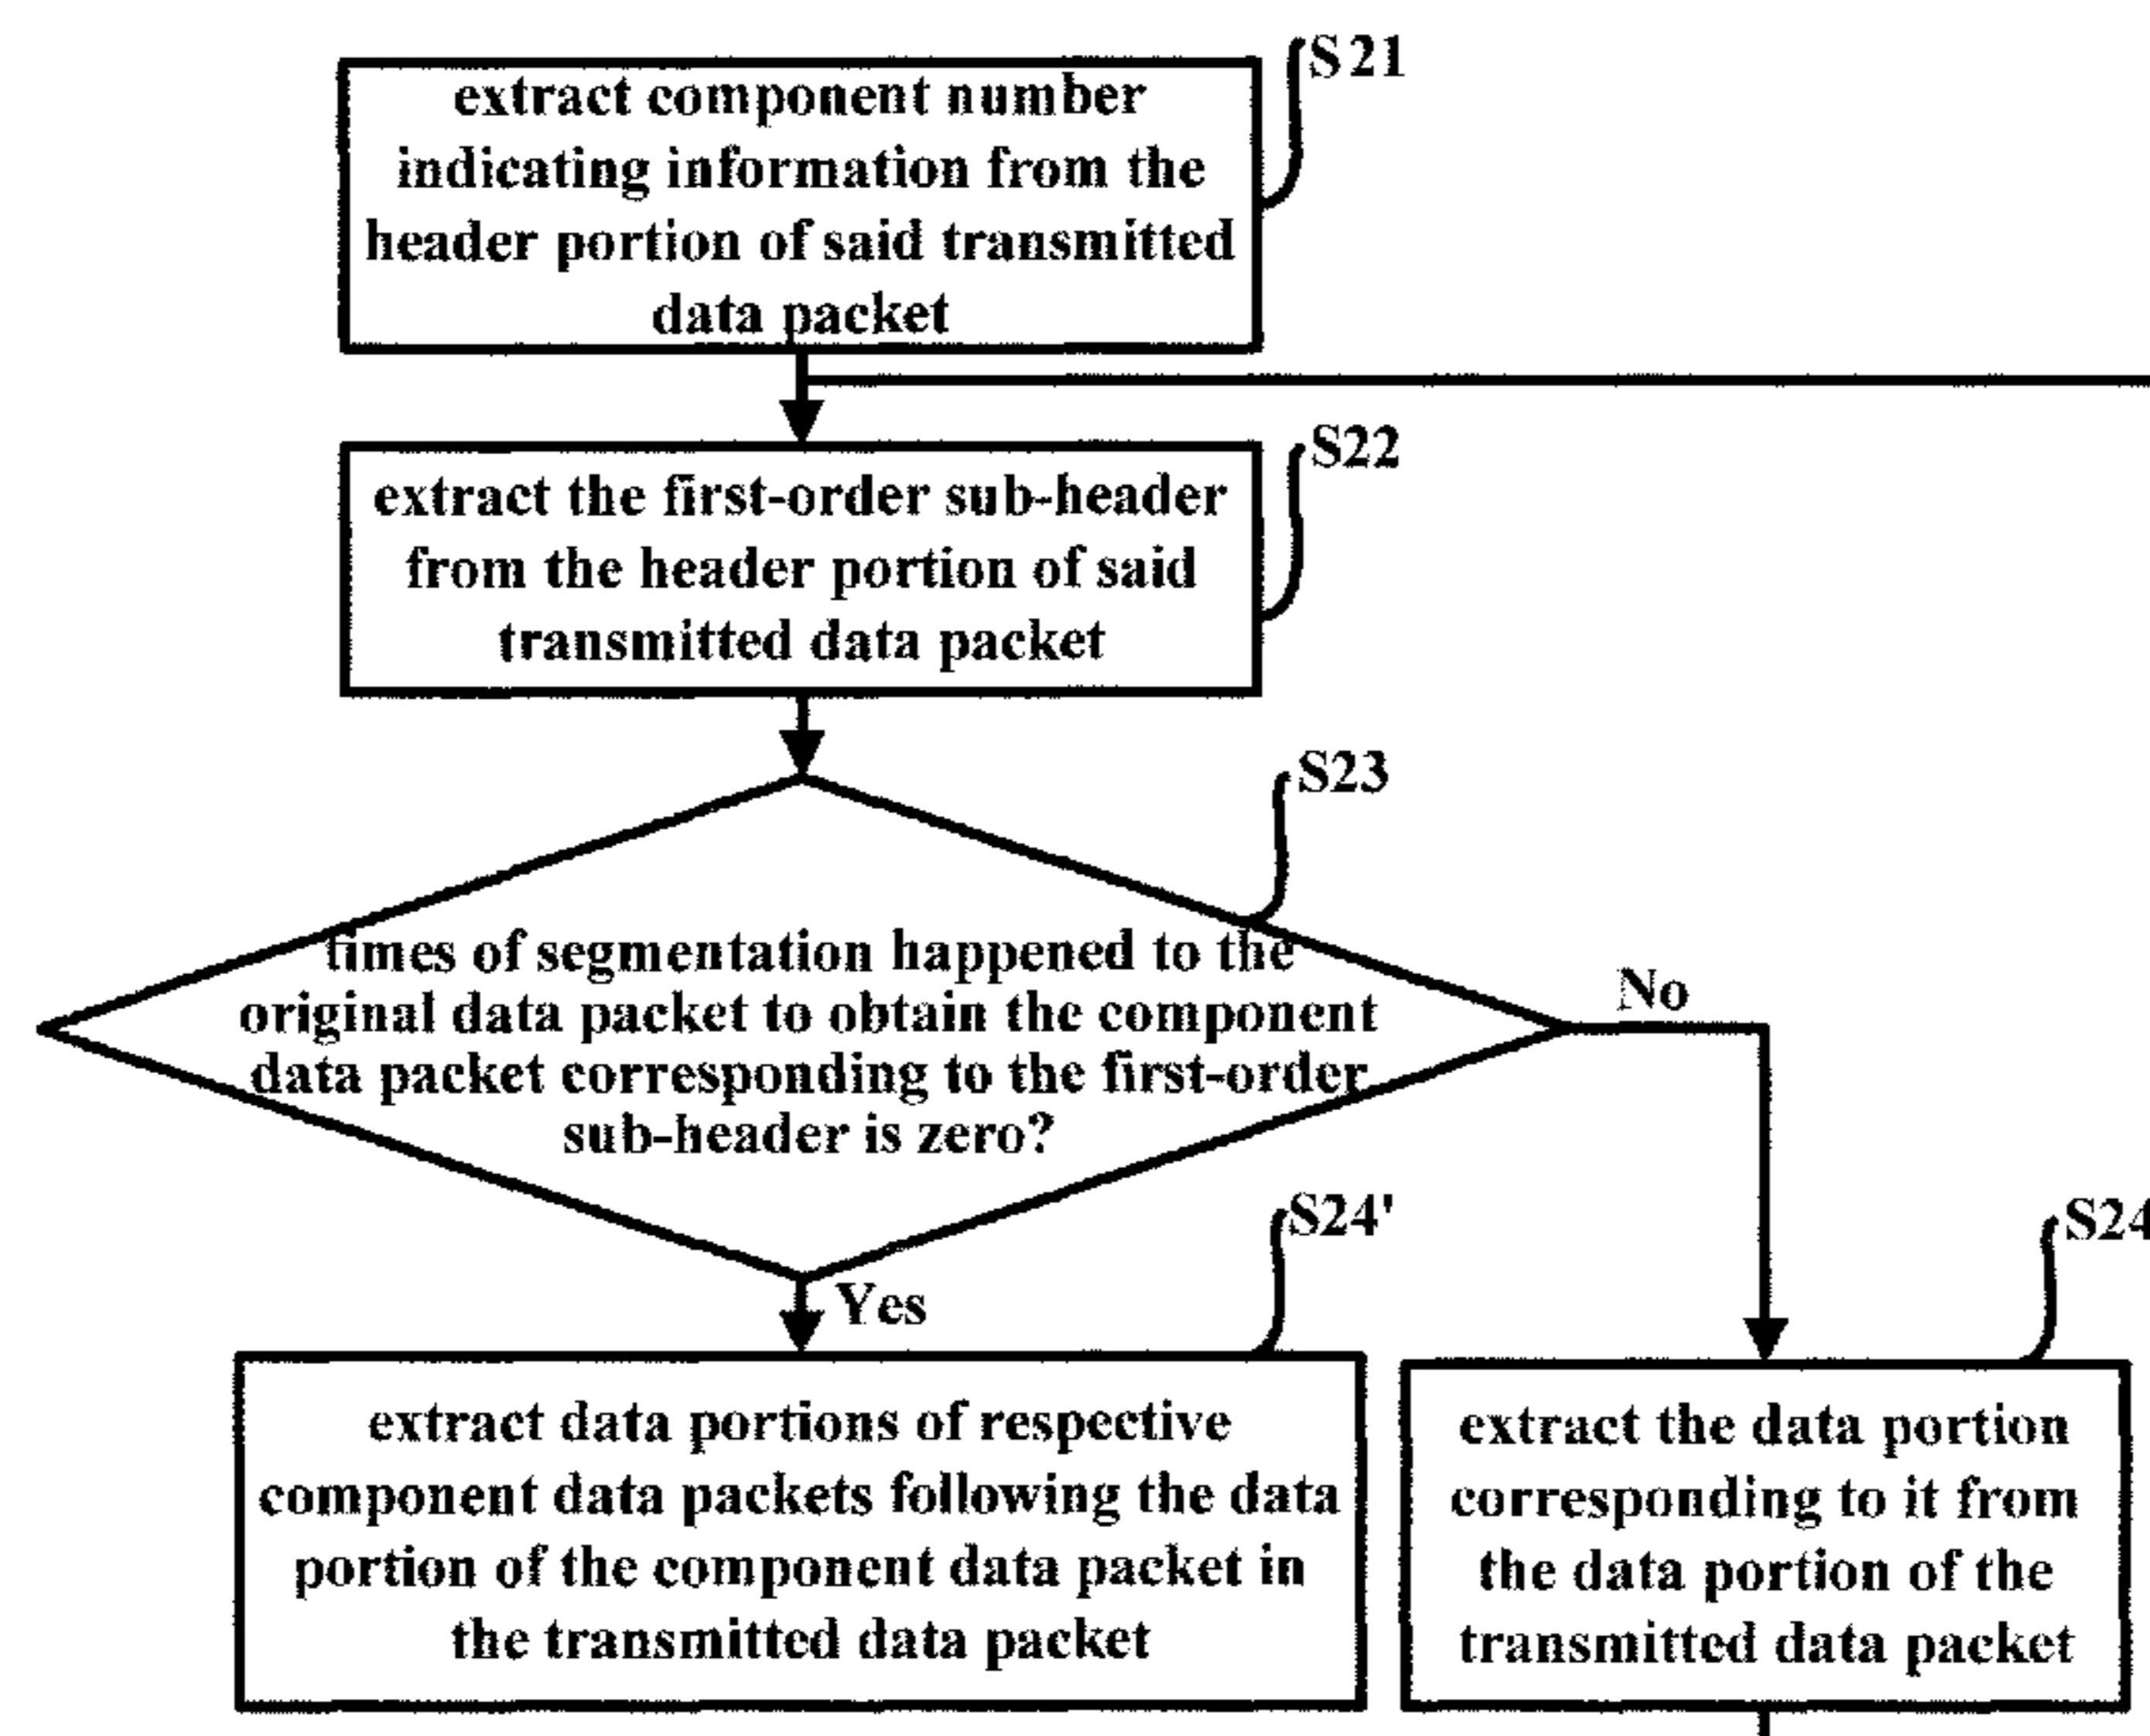 S21
extract component number
indicating information from the
header portion of said transmitted
data packet
S22
extract the first-order sub-header
from the header portion of said
transmitted data packet
S23
times of segmentation happened to the
original data packet to obtain the component
data packet corresponding to the first-order
sub-header is zero?
No
Yes
S24'
extract data portions of respective
component data packets following the data
portion of the component data packet in
the transmitted data packet
S24
extract the data portion
corresponding to it from
the data portion of the
transmitted data packet